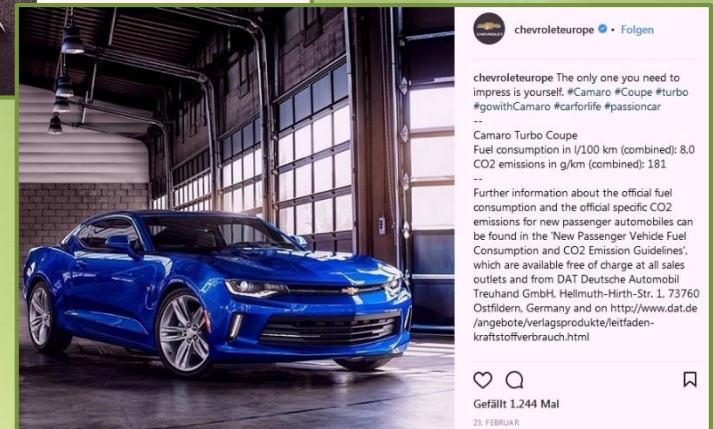 chevroleteurope • Folgen
chevroleteurope The only one you need to
impress is yourself. #Camaro #Coupe #turbo
#gowithCamaro #carforlife #passioncar
--
Camaro Turbo Coupe
Fuel consumption in l/100 km (combined): 8,0
CO2 emissions in g/km (combined): 181
--
Further information about the official fuel
consumption and the official specific CO2
emissions for new passenger automobiles can
be found in the 'New Passenger Vehicle Fuel
Consumption and CO2 Emission Guidelines',
which are available free of charge at all sales
outlets and from DAT Deutsche Automobil
Treuhand GmbH, Hellmuth-Hirth-Str. 1, 73760
Ostfildern, Germany and on http://www.dat.de
/angebote/verlagsprodukte/leitfaden-
kraftstoffverbrauch.html
Gefällt 1.244 Mal
23. FEBRUAR